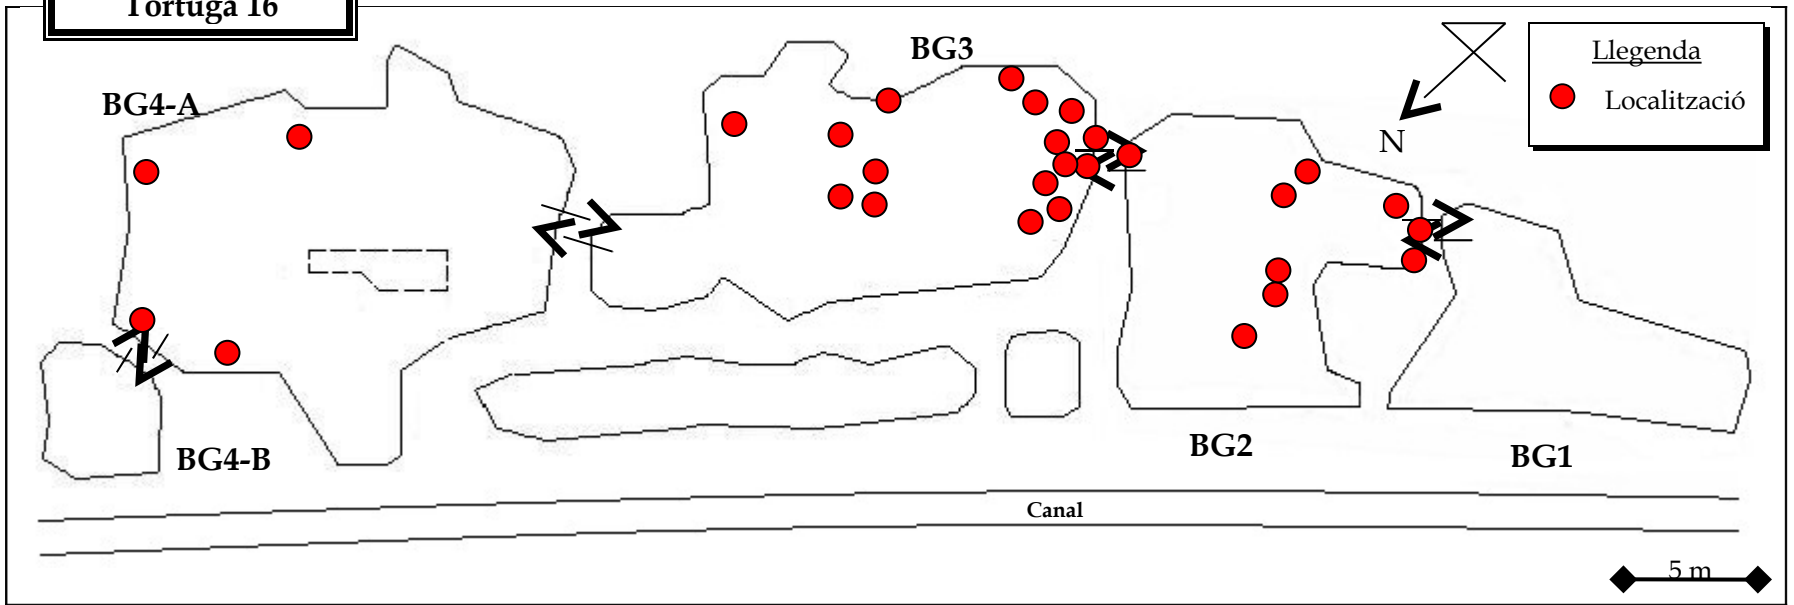 Tortuga 16
BG3
Llegenda
Localització
BG4-A
N
BG4-B
BG2
BG1
Canal
5 m